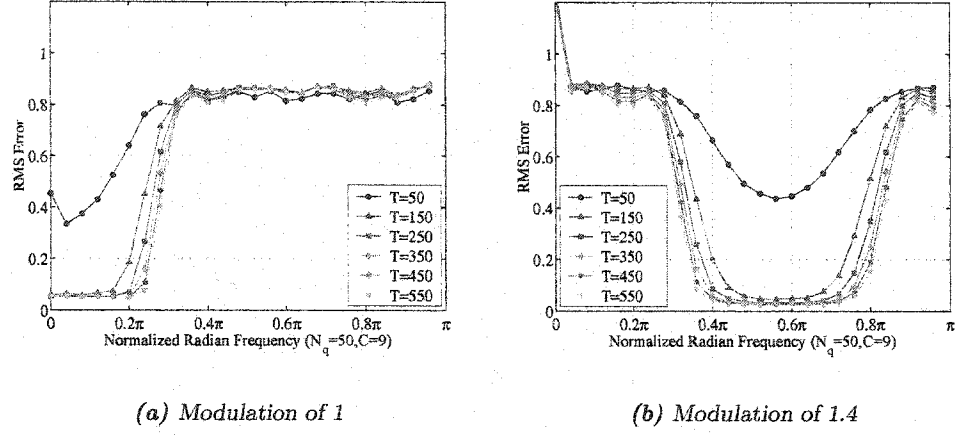 1
0.8
0.6
0.4
0.2
0
RMS Error
T=50
T=150
T=250
T=350
T=450
T=550
0 0.2π 0.4π 0.6π 0.8π π
Normalized Radian Frequency (N_q=50,C=9)
(a) Modulation of 1
1
0.8
0.6
0.4
0.2
0
RMS Error
T=50
T=150
T=250
T=350
T=450
T=550
0 0.2π 0.4π 0.6π 0.8π π
Normalized Radian Frequency (N_q=50,C=9)
(b) Modulation of 1.4